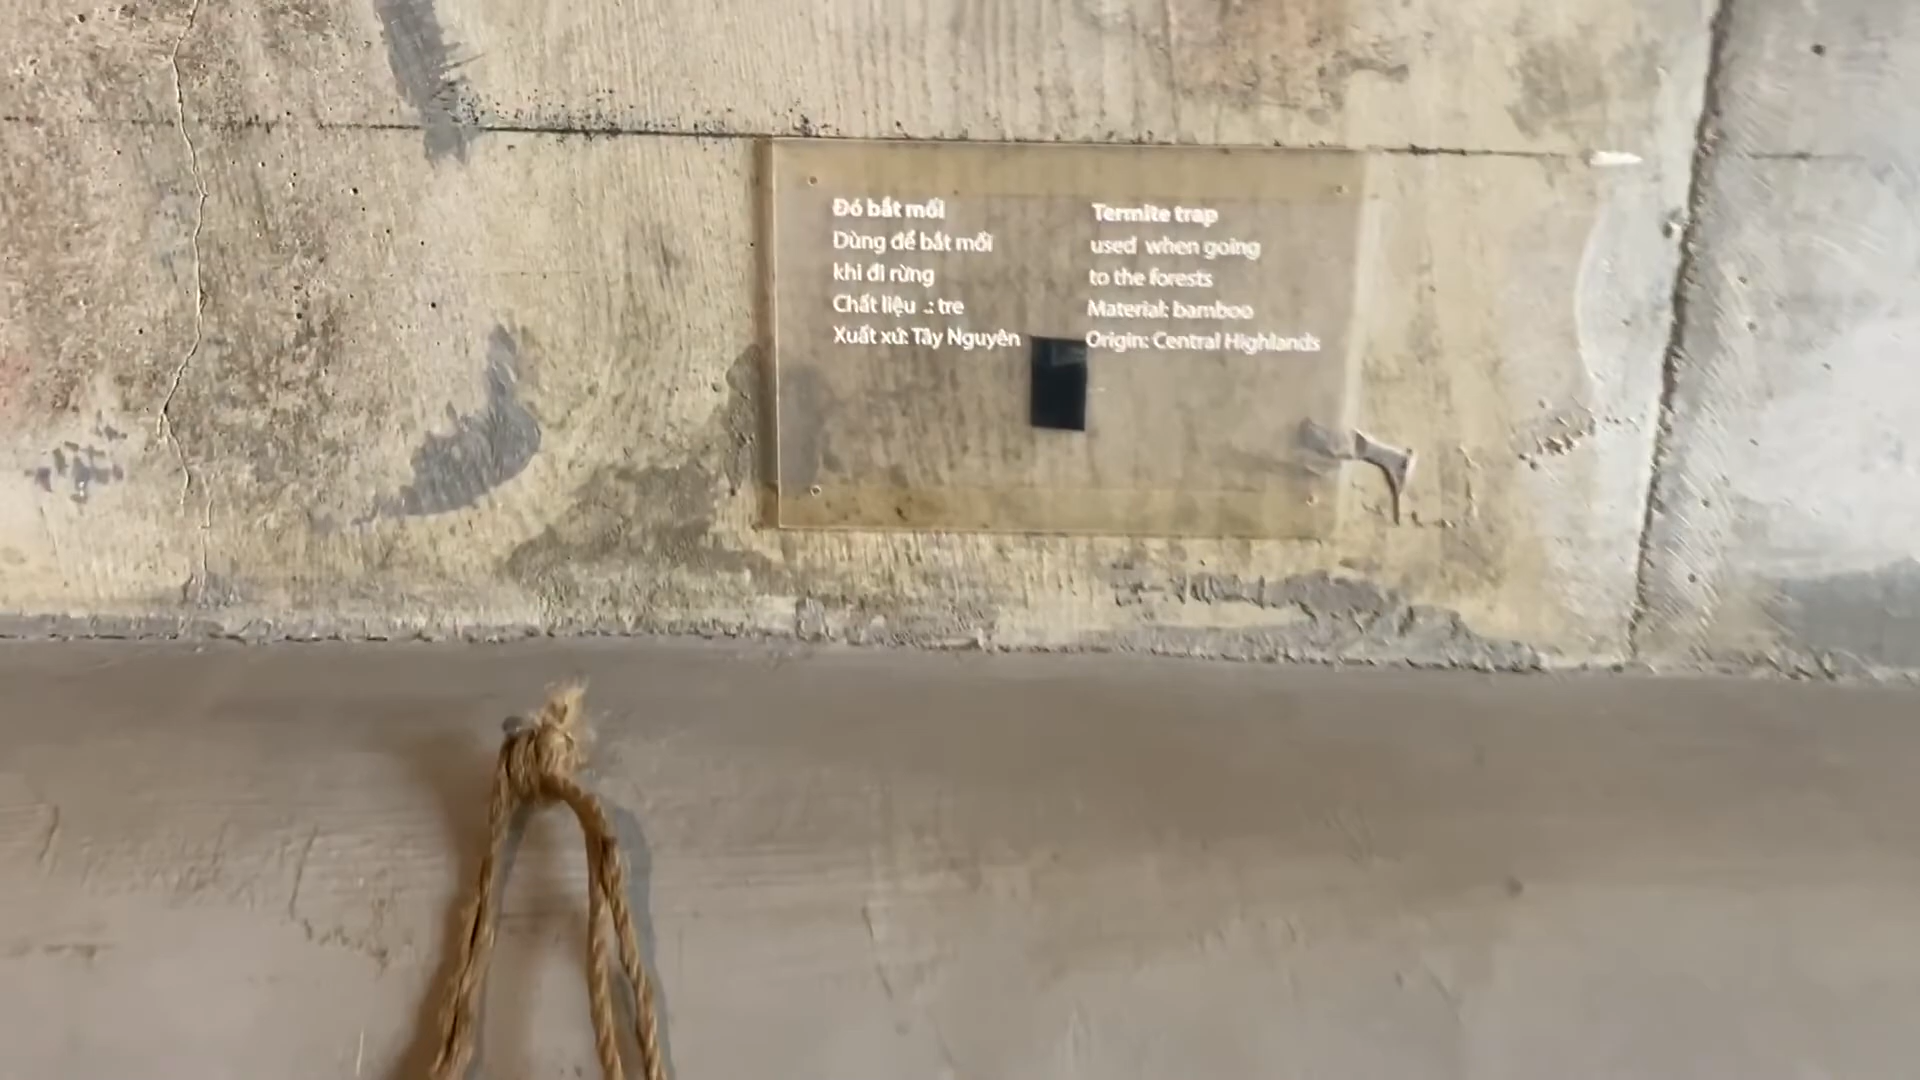 Đó bắt mối
Dùng để bắt mối
khi đi rừng
Chất liệu .: tre
Xuất xứ: Tây Nguyên
Termite trap
used when going
to the forests
Material: bamboo
Origin: Central Highlands